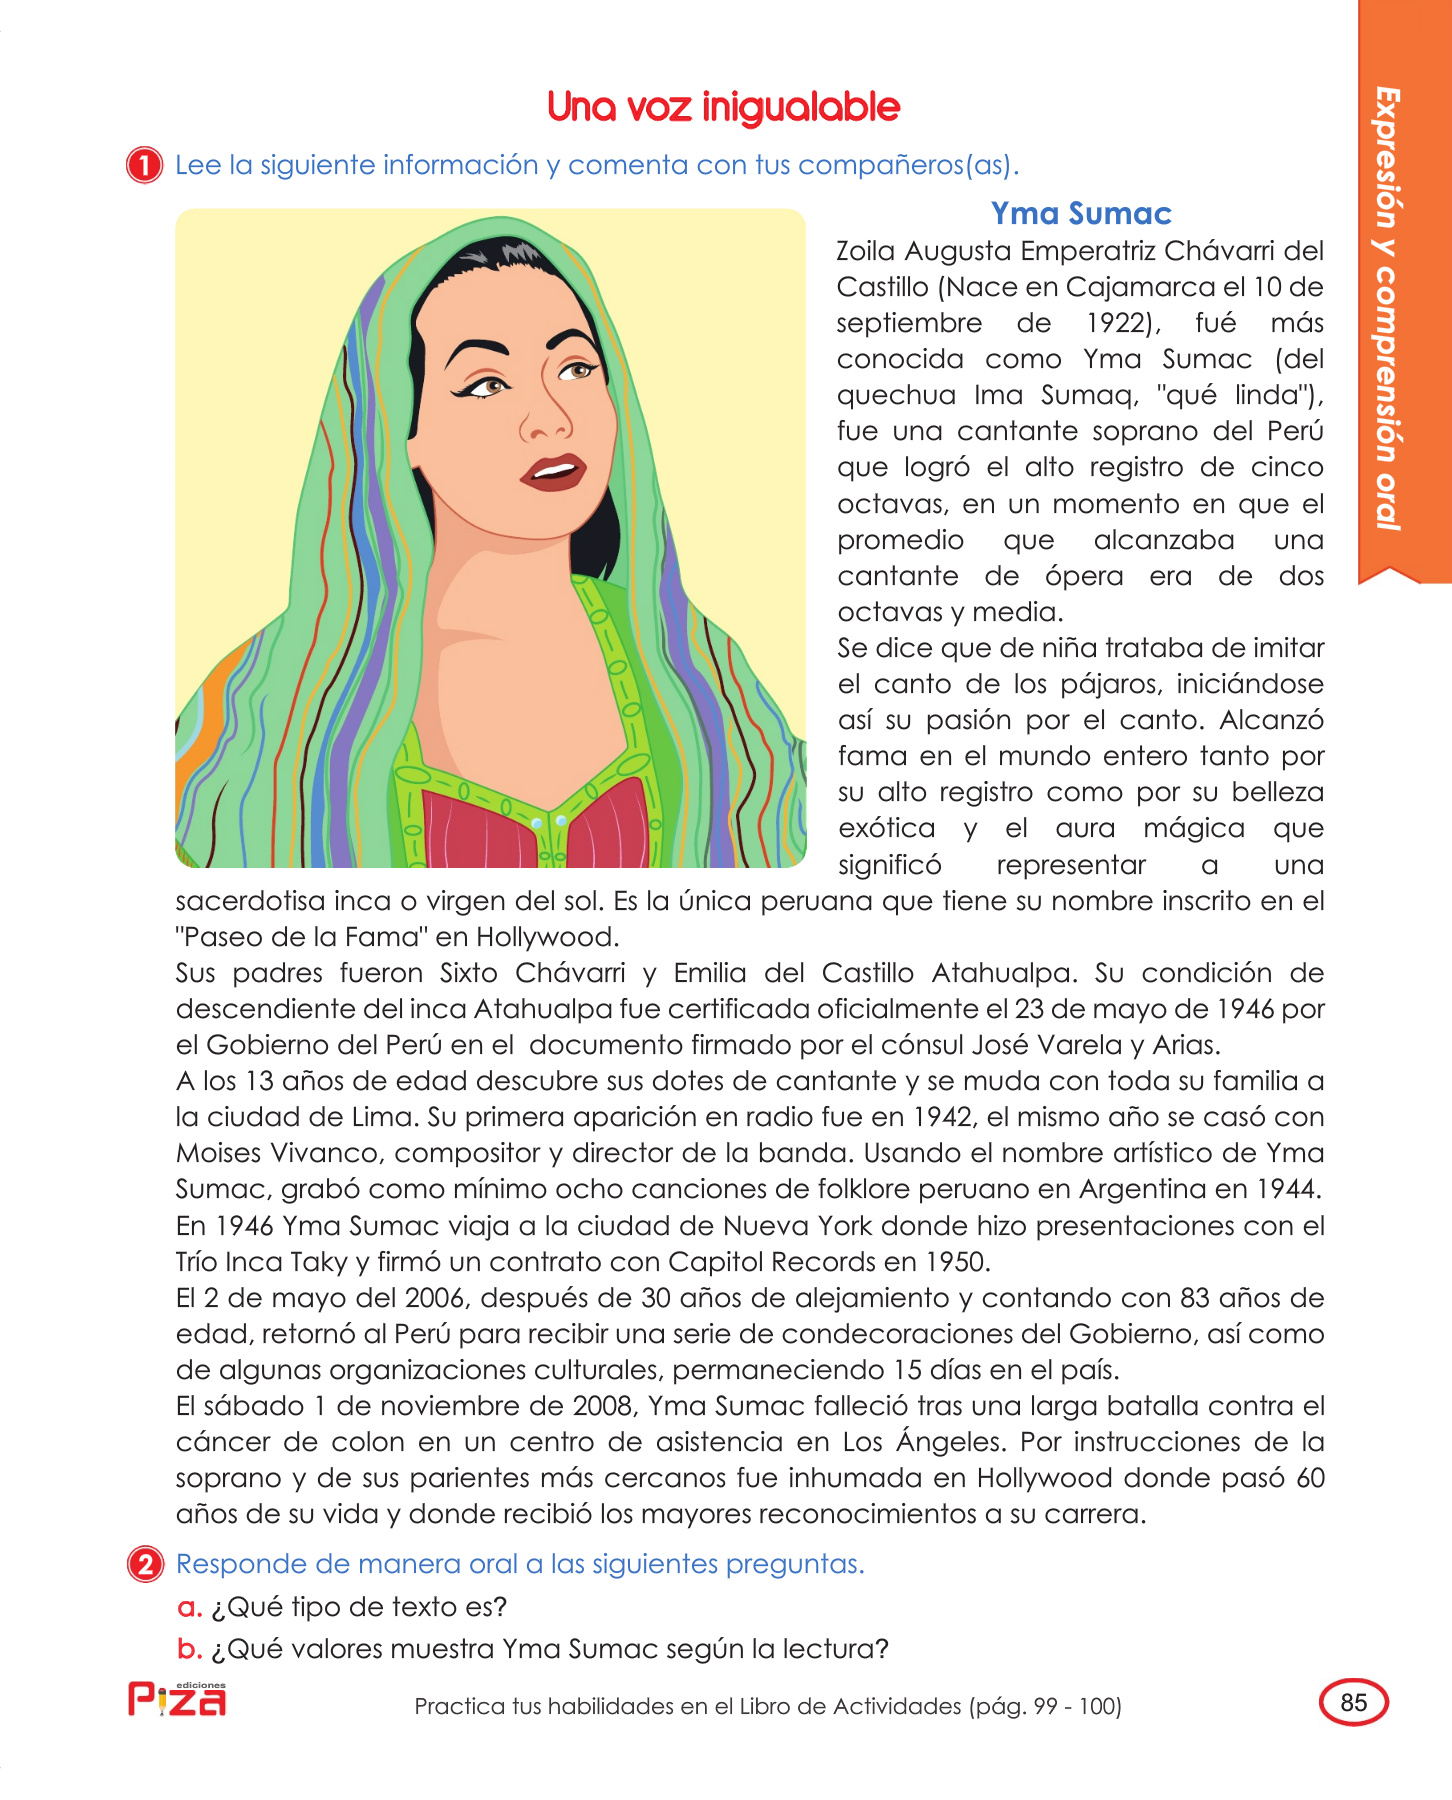 Una voz inigualable
1 Lee la siguiente información y comenta con tus compañeros(as).
Yma Sumac
Zoila Augusta Emperatriz Chávarri del
Castillo (Nace en Cajamarca el 10 de
septiembre de 1922), fué más
conocida como Yma Sumac (del
quechua Ima Sumaq, "qué linda"),
fue una cantante soprano del Perú
que logró el alto registro de cinco
octavas, en un momento en que el
promedio que alcanzaba una
cantante de ópera era de dos
octavas y media.
Se dice que de niña trataba de imitar
el canto de los pájaros, iniciándose
así su pasión por el canto. Alcanzó
fama en el mundo entero tanto por
su alto registro como por su belleza
exótica y el aura mágica que
significó representar a una
sacerdotisa inca o virgen del sol. Es la única peruana que tiene su nombre inscrito en el
"Paseo de la Fama" en Hollywood.
Sus padres fueron Sixto Chávarri y Emilia del Castillo Atahualpa. Su condición de
descendiente del inca Atahualpa fue certificada oficialmente el 23 de mayo de 1946 por
el Gobierno del Perú en el documento firmado por el cónsul José Varela y Arias.
A los 13 años de edad descubre sus dotes de cantante y se muda con toda su familia a
la ciudad de Lima. Su primera aparición en radio fue en 1942, el mismo año se casó con
Moises Vivanco, compositor y director de la banda. Usando el nombre artístico de Yma
Sumac, grabó como mínimo ocho canciones de folklore peruano en Argentina en 1944.
En 1946 Yma Sumac viaja a la ciudad de Nueva York donde hizo presentaciones con el
Trío Inca Taky y firmó un contrato con Capitol Records en 1950.
El 2 de mayo del 2006, después de 30 años de alejamiento y contando con 83 años de
edad, retornó al Perú para recibir una serie de condecoraciones del Gobierno, así como
de algunas organizaciones culturales, permaneciendo 15 días en el país.
El sábado 1 de noviembre de 2008, Yma Sumac falleció tras una larga batalla contra el
cáncer de colon en un centro de asistencia en Los Ángeles. Por instrucciones de la
soprano y de sus parientes más cercanos fue inhumada en Hollywood donde pasó 60
años de su vida y donde recibió los mayores reconocimientos a su carrera.
2 Responde de manera oral a las siguientes preguntas.
a. ¿Qué tipo de texto es?
b. ¿Qué valores muestra Yma Sumac según la lectura?
ediciones
Piza
Practica tus habilidades en el Libro de Actividades (pág. 99 - 100)
85
Expresión y comprensión oral